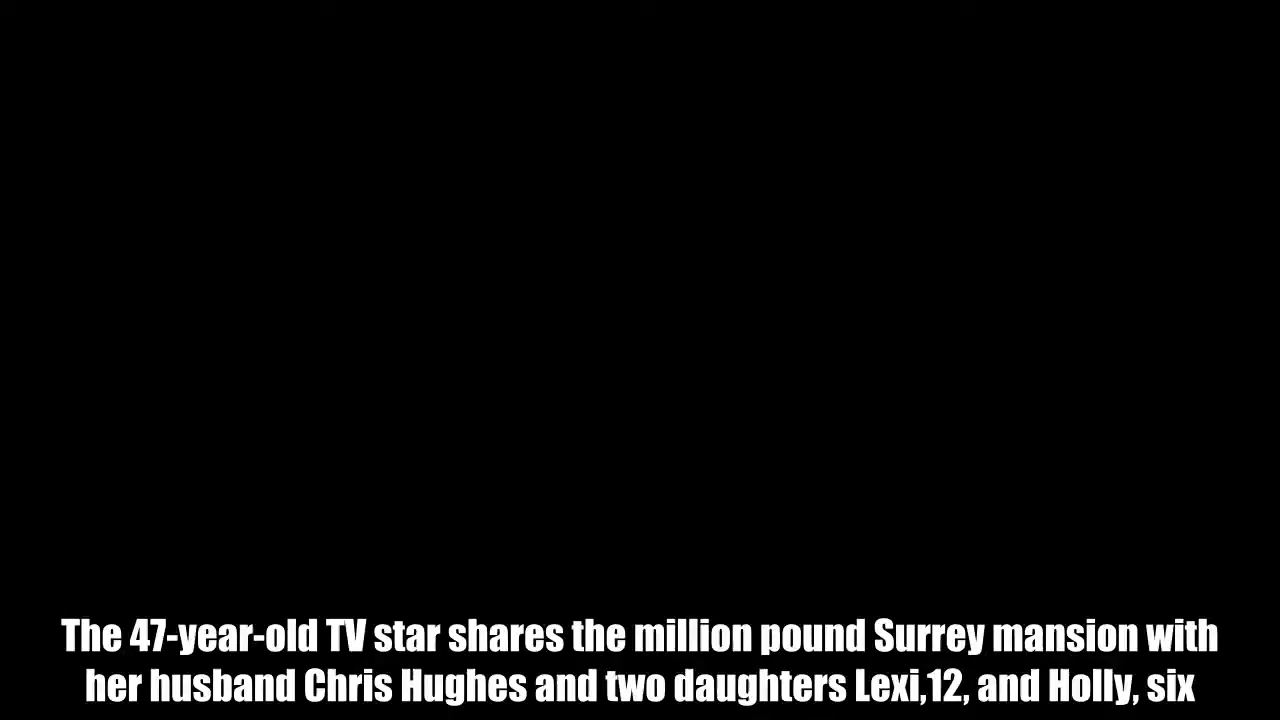 The 47-year-old TV star shares the million pound Surrey mansion with
her husband Chris Hughes and two daughters Lexi,12, and Holly, six